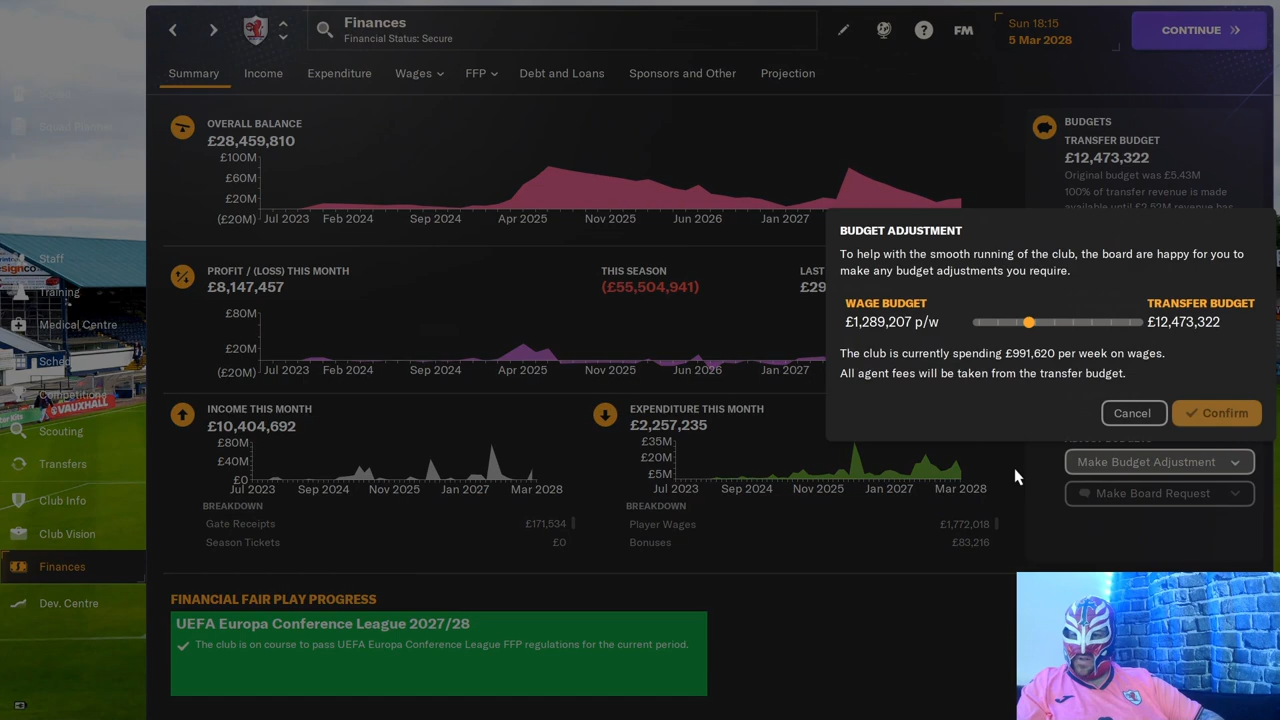 Finances
Financial Status: Secure
FM
Sun 18:15
5 Mar 2028
CONTINUE
Summary
Income
Expenditure
Wages
FFP
Debt and Loans
Sponsors and Other
Projection
OVERALL BALANCE
£28,459,810
£100M
£60M
£20M
(£20M)
Jul 2023
Feb 2024
Sep 2024
Apr 2025
Nov 2025
Jun 2026
Jan 2027
BUDGETS
TRANSFER BUDGET
£12,473,322
Original budget was £5.43M
100% of transfer revenue is made
available until £2.52M revenue has
BUDGET ADJUSTMENT
To help with the smooth running of the club, the board are happy for you to
make any budget adjustments you require.
WAGE BUDGET
£1,289,207 p/w
TRANSFER BUDGET
£12,473,322
The club is currently spending £991,620 per week on wages.
All agent fees will be taken from the transfer budget.
Cancel
Confirm
PROFIT / (LOSS) THIS MONTH
£8,147,457
THIS SEASON
(£55,504,941)
LAST
£29
£80M
£20M
(£20M)
Jul 2023
Feb 2024
Sep 2024
Apr 2025
Nov 2025
Jun 2026
Jan 2027
INCOME THIS MONTH
£10,404,692
£80M
£40M
£0
Jul 2023
Sep 2024
Nov 2025
Jan 2027
Mar 2028
BREAKDOWN
Gate Receipts
£171,534
Season Tickets
£0
EXPENDITURE THIS MONTH
£2,257,235
£35M
£20M
£5M
Jul 2023
Sep 2024
Nov 2025
Jan 2027
Mar 2028
BREAKDOWN
Player Wages
£1,772,018
Bonuses
£83,216
Make Budget Adjustment
Make Board Request
FINANCIAL FAIR PLAY PROGRESS
UEFA Europa Conference League 2027/28
The club is on course to pass UEFA Europa Conference League FFP regulations for the current period.
Staff
Training
Medical Centre
Sched
Competitions
Scouting
Transfers
Club Info
Club Vision
Finances
Dev. Centre
VAUXHALL